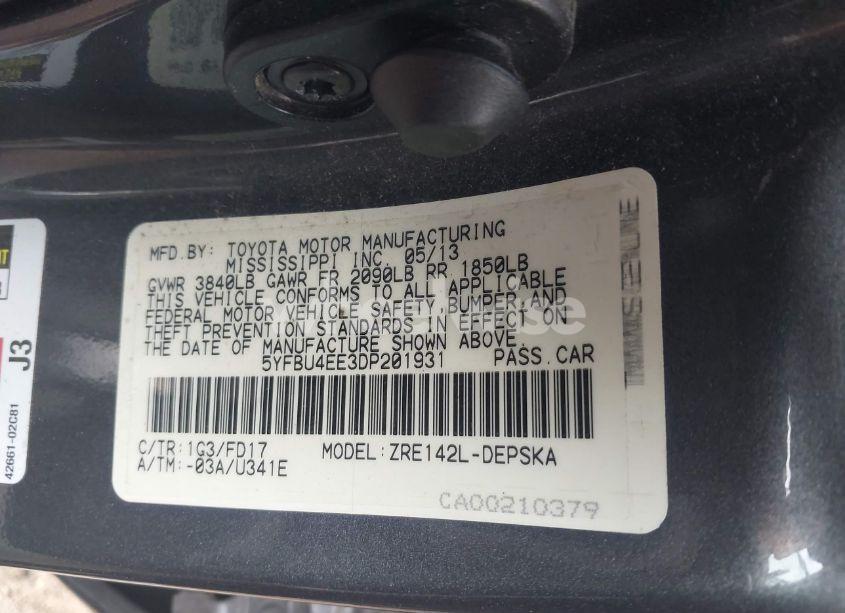 MFD.BY: TOYOTA MOTOR MANUFACTURING
MISSISSIPPI INC. 05/13
GVWR 3840LB GAWR FR 2090LB RR 1850LB
THIS VEHICLE CONFORMS TO ALL APPLICABLE
FEDERAL MOTOR VEHICLE SAFETY,BUMPER,AND
THEFT PREVENTION STANDARDS IN EFFECT ON
THE DATE OF MANUFACTURE SHOWN ABOVE.
5YFBU4EE3DP201931 PASS.CAR
C/TR:1G3/FD17 MODEL:ZRE142L-DEPSKA
A/TM:-03A/U341E
CA00210379
J3
42661-02C81